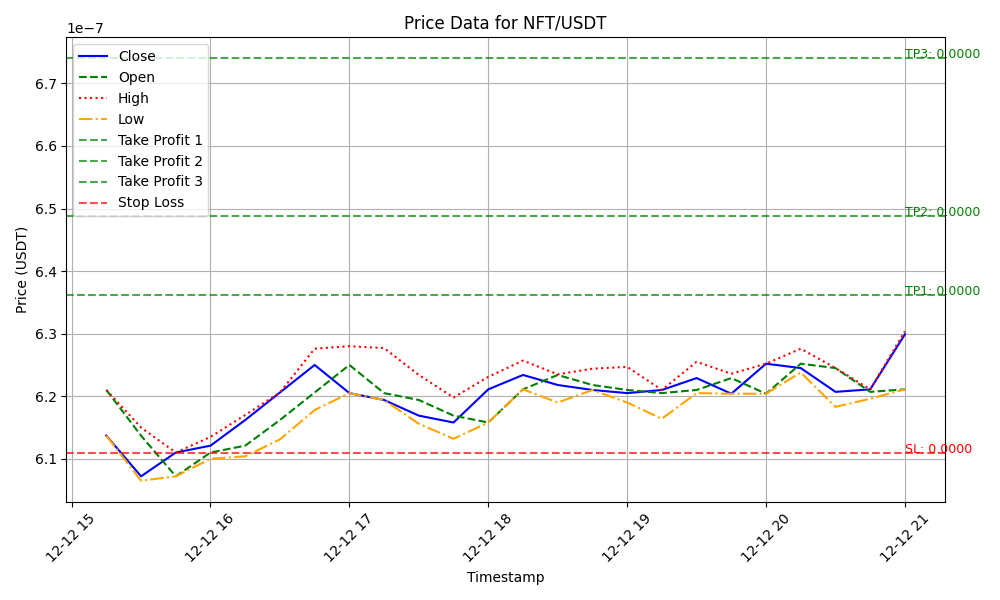 Price Data for NFT/USDT
1e−7
Close
Open
High
Low
Take Profit 1
Take Profit 2
Take Profit 3
Stop Loss
TP3: 0.0000
TP2: 0.0000
TP1: 0.0000
SL: 0.0000
6.7
6.6
6.5
6.4
6.3
6.2
6.1
Price (USDT)
12-12 15
12-12 16
12-12 17
12-12 18
12-12 19
12-12 20
12-12 21
Timestamp